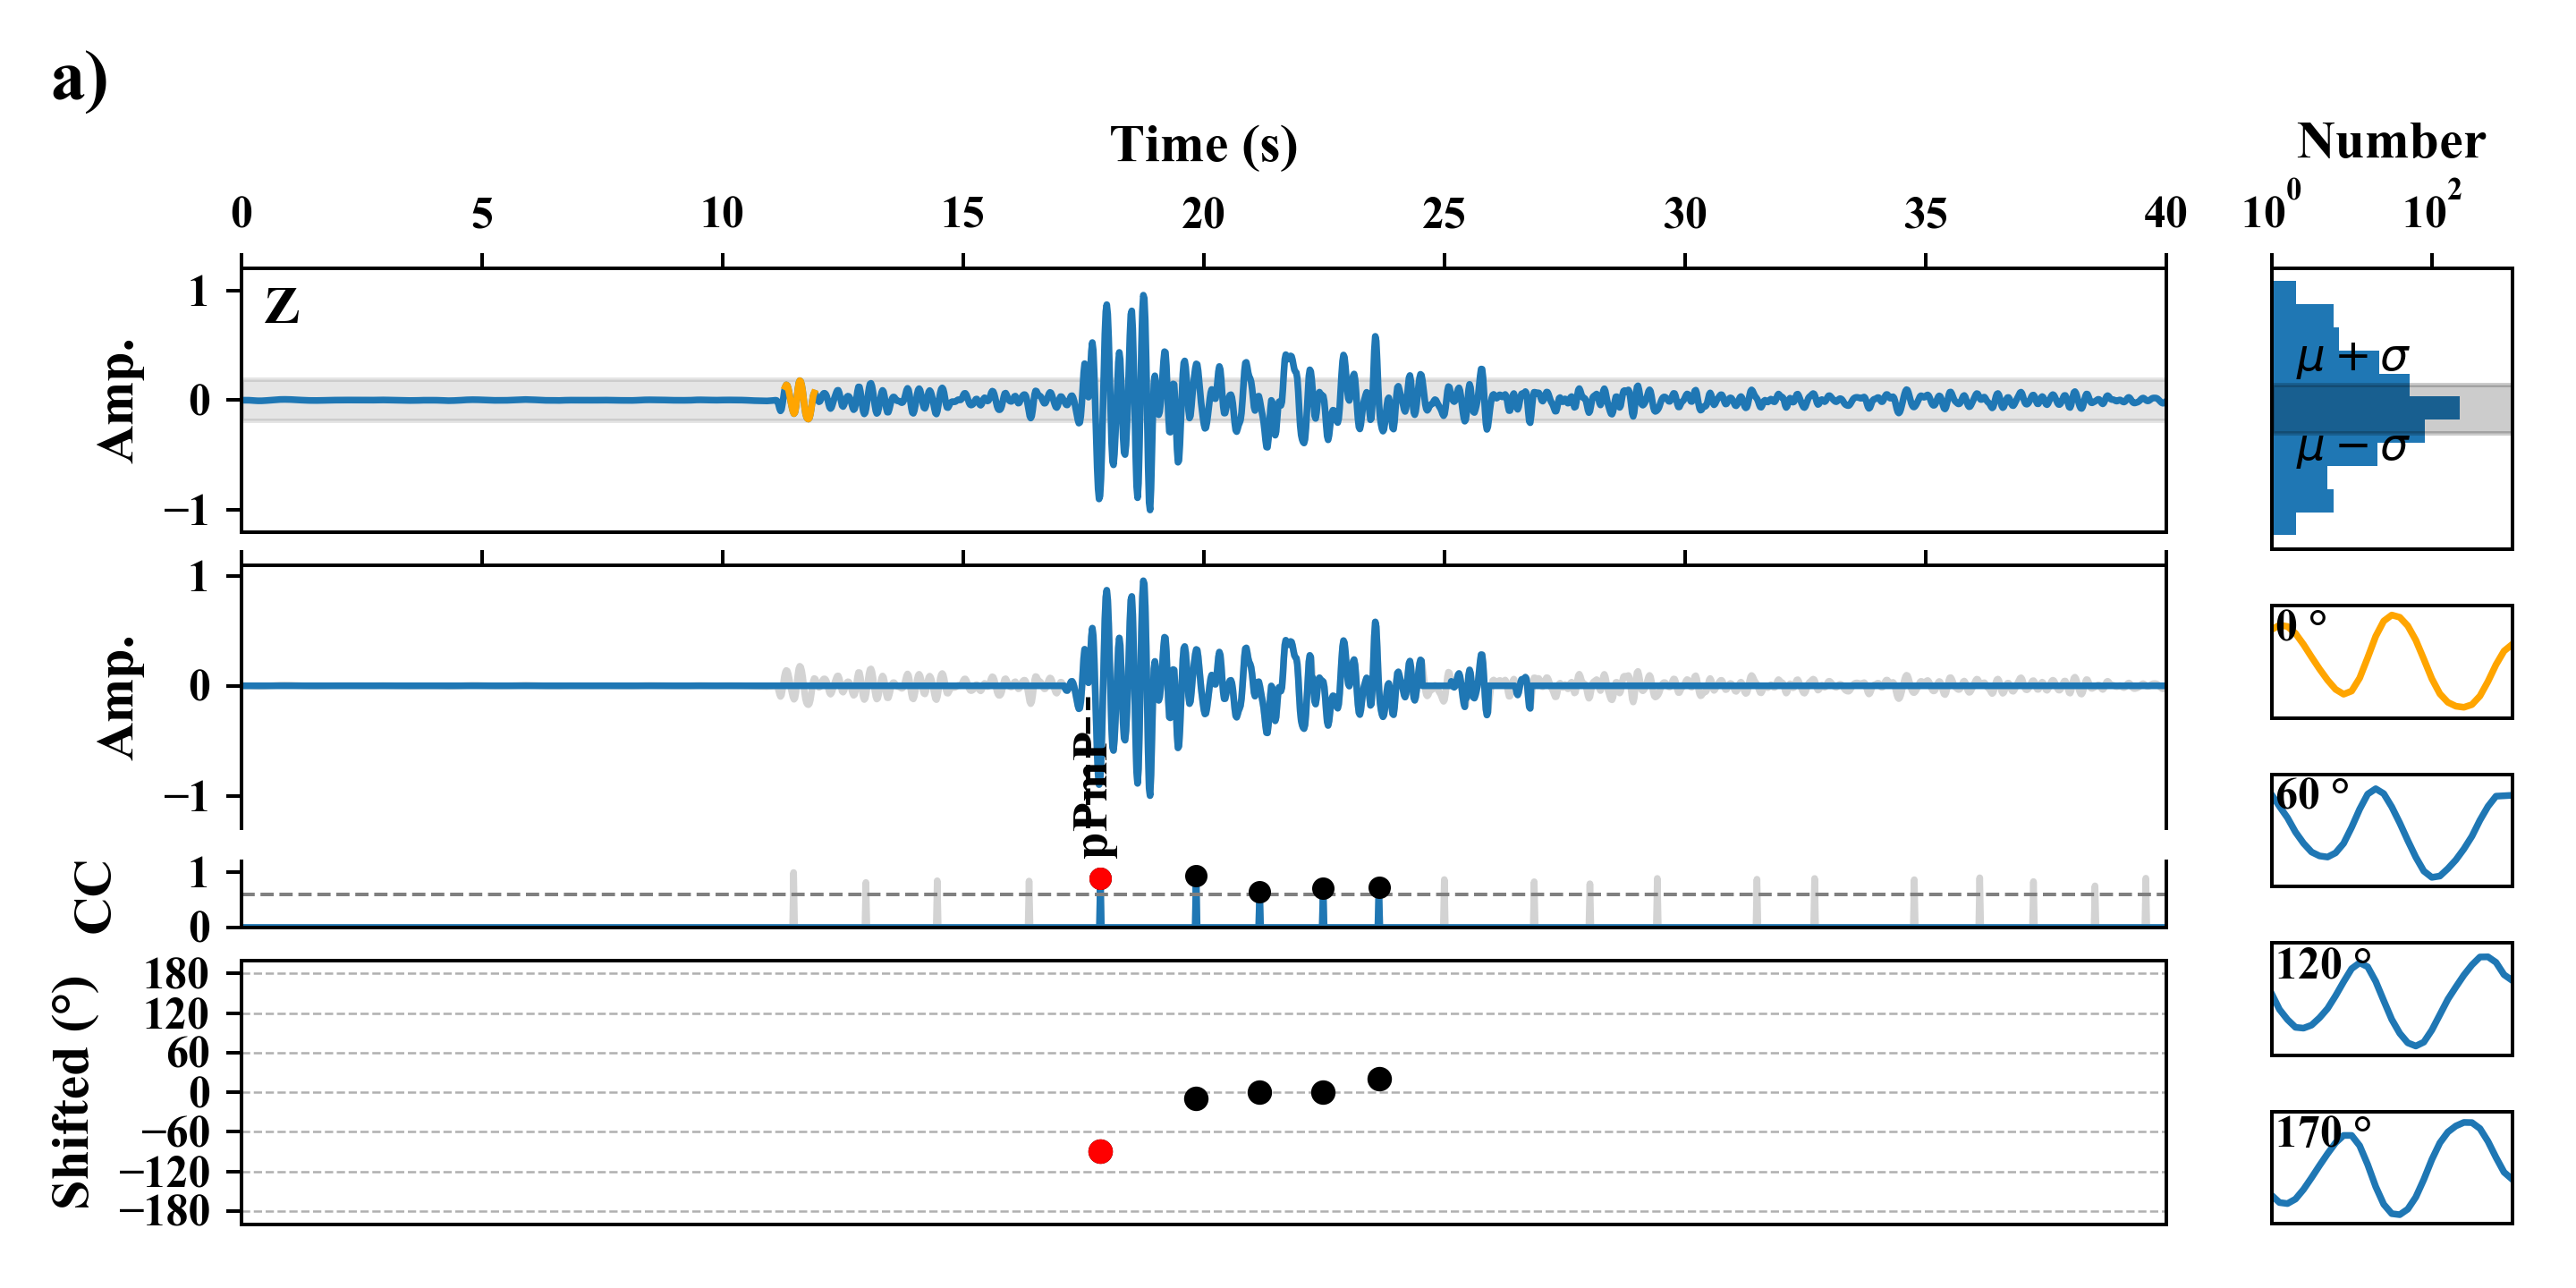 a)
Time (s)
Number
0 5 10 15 20 25 30 35 40
10^0 10^2
Z
Amp.
1
0
−1
μ + σ
μ − σ
Amp.
1
0
−1
pPmP
0 °
60 °
CC
1
0
Shifted (°)
180
120
60
0
−60
−120
−180
120 °
170 °